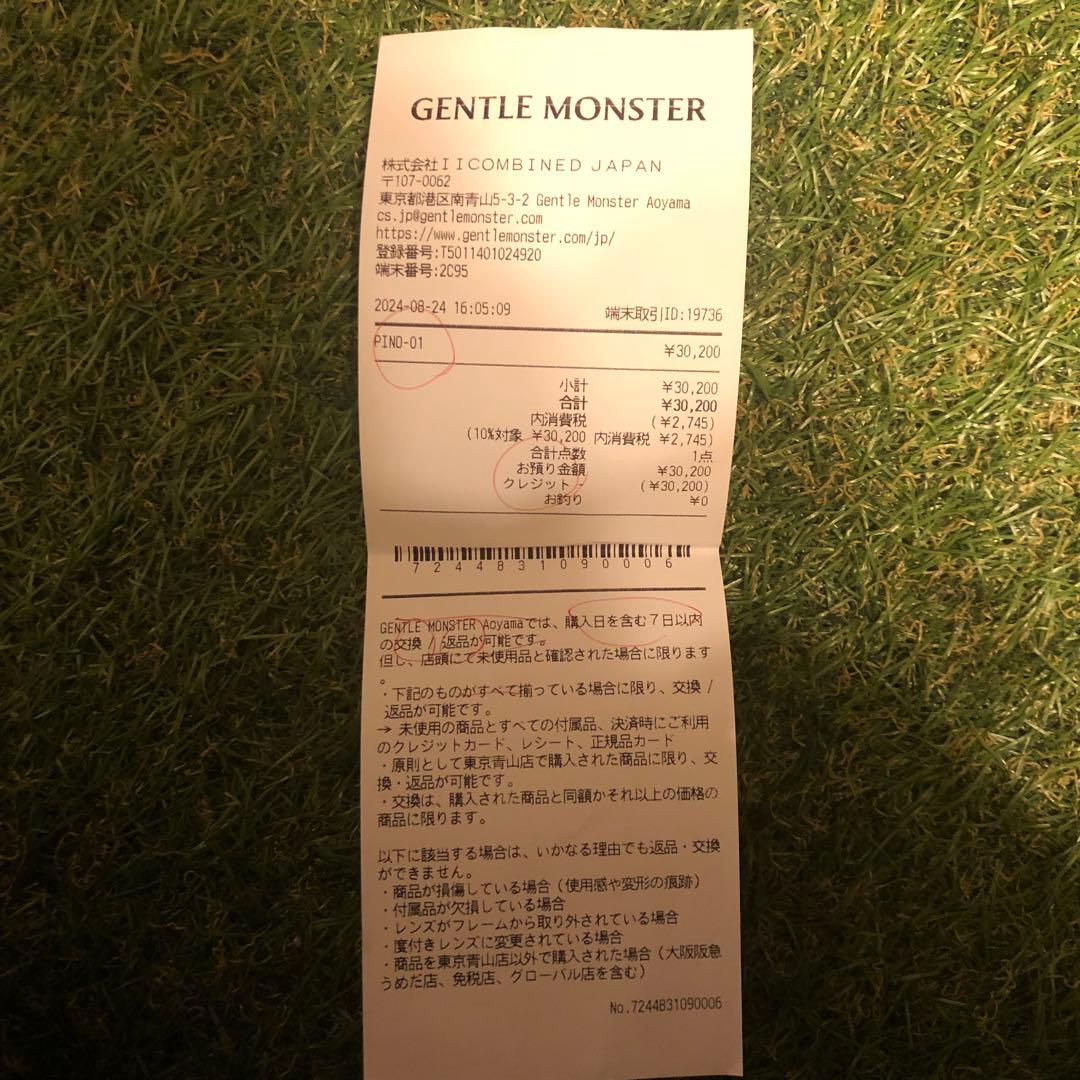 GENTLE MONSTER
株式会社IICOMBINED JAPAN
〒107-0062
東京都港区南青山5-3-2 Gentle Monster Aoyama
cs.jp@gentlemonster.com
https://www.gentlemonster.com/jp/
登録番号:T5011401024920
端末番号:2C95
2024-08-24 16:05:09 端末取引ID:19736
PINO-01 ¥30,200
小計 ¥30,200
合計 ¥30,200
内消費税 (¥2,745)
(10%対象 ¥30,200 内消費税 ¥2,745)
合計点数 1点
お預り金額 ¥30,200
クレジット - (¥30,200)
お釣り ¥0
7244831090006
GENTLE MONSTER Aoyamaでは、購入日を含む7日以内
の交換 / 返品が可能です。
但し、店頭にて未使用品と確認された場合に限ります
。
・下記のものがすべて揃っている場合に限り、交換 /
返品が可能です。
→ 未使用の商品とすべての付属品、決済時にご利用
のクレジットカード、レシート、正規品カード
・原則として東京青山店で購入された商品に限り、交
換・返品が可能です。
・交換は、購入された商品と同額かそれ以上の価格の
商品に限ります。
以下に該当する場合は、いかなる理由でも返品・交換
ができません。
・商品が損傷している場合（使用感や変形の痕跡）
・付属品が欠損している場合
・レンズがフレームから取り外されている場合
・度付きレンズに変更されている場合
・商品を東京青山店以外で購入された場合（大阪阪急
うめだ店、免税店、グローバル店を含む）
No.7244831090006